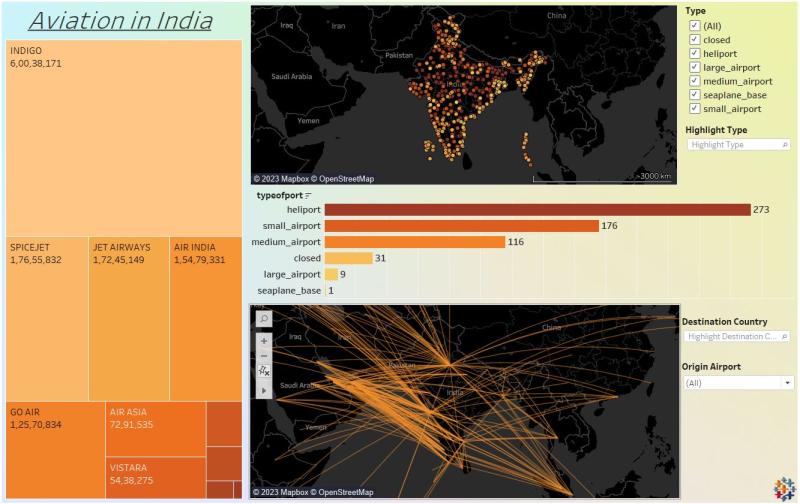 Aviation in India
INDIGO
6,00,38,171
SPICEJET
1,76,55,832
JET AIRWAYS
1,72,45,149
AIR INDIA
1,54,79,331
GO AIR
1,25,70,834
AIR ASIA
72,91,535
VISTARA
54,38,275
China
Iraq
Iran
Pakistan
Saudi Arabia
India
Yemen
© 2023 Mapbox © OpenStreetMap
~3000 km
Type
(All)
closed
heliport
large_airport
medium_airport
seaplane_base
small_airport
Highlight Type
Highlight Type
typeofport
heliport 273
small_airport 176
medium_airport 116
closed 31
large_airport 9
seaplane_base 1
China
Iraq
Iran
Pakistan
Saudi Arabia
India
Yemen
© 2023 Mapbox © OpenStreetMap
Destination Country
Highlight Destination C...
Origin Airport
(All)